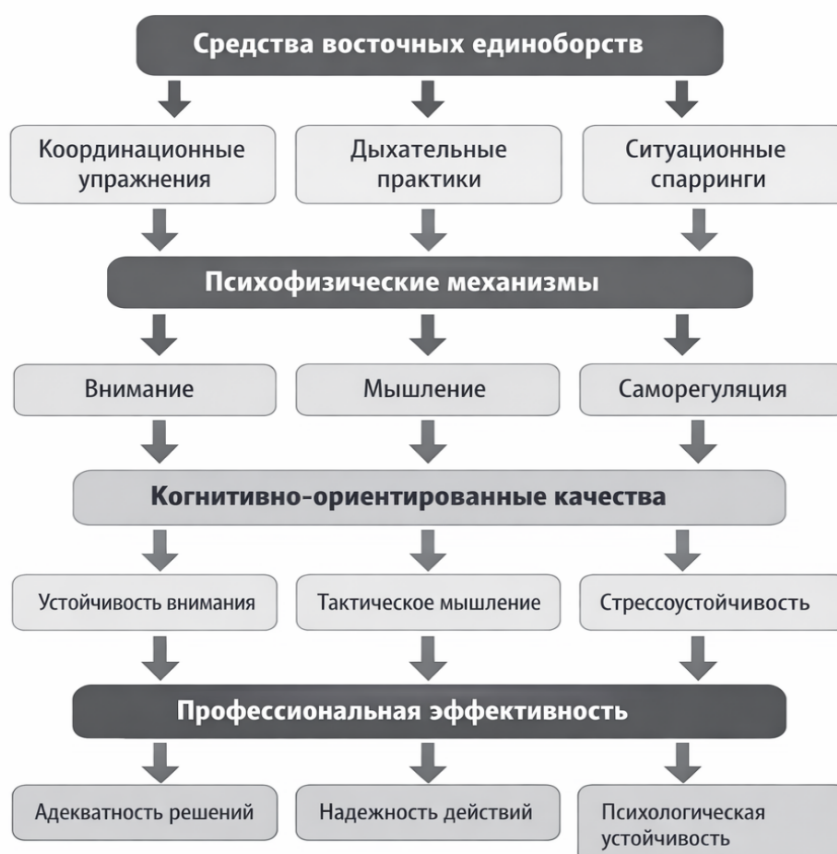 Средства восточных единоборств
Координационные
упражнения
Дыхательные
практики
Ситуационные
спарринги
Психофизические механизмы
Внимание
Мышление
Саморегуляция
Когнитивно-ориентированные качества
Устойчивость внимания
Тактическое мышление
Стрессоустойчивость
Профессиональная эффективность
Адекватность решений
Надежность действий
Психологическая
устойчивость